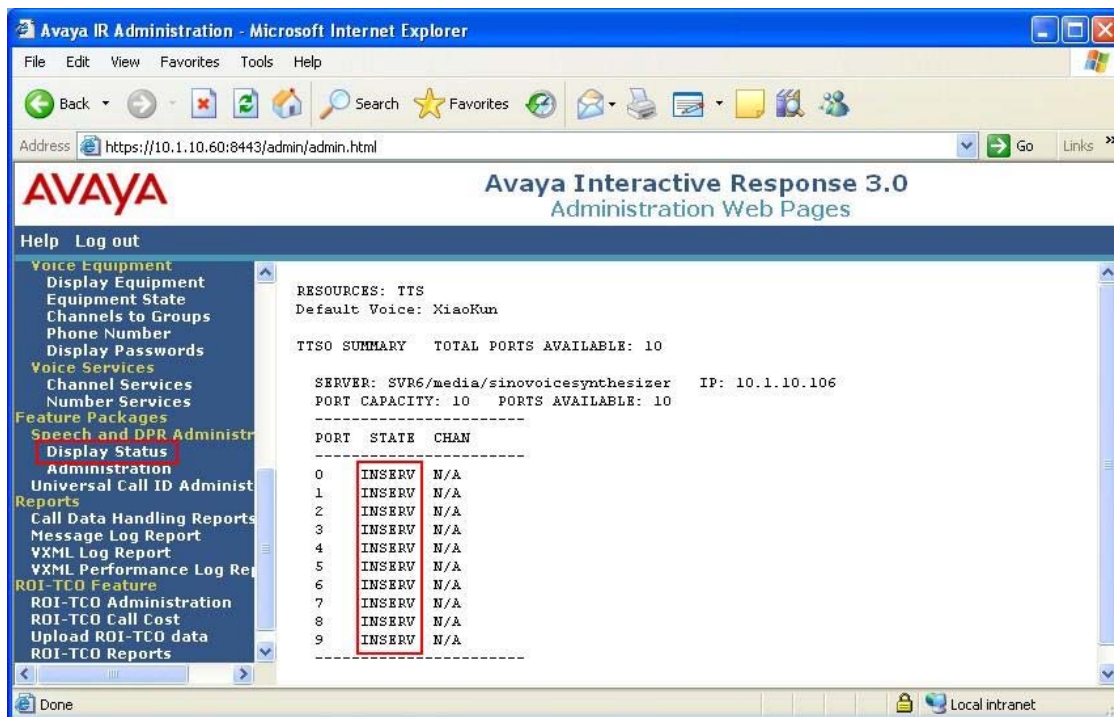 Avaya IR Administration - Microsoft Internet Explorer
File Edit View Favorites Tools Help
Back Search Favorites
Address https://10.1.10.60:8443/admin/admin.html Go Links »
AVAYA
Avaya Interactive Response 3.0
Administration Web Pages
Help Log out
Voice Equipment
Display Equipment
Equipment State
Channels to Groups
Phone Number
Display Passwords
Voice Services
Channel Services
Number Services
Feature Packages
Speech and DPR Administr
Display Status
Administration
Universal Call ID Administ
Reports
Call Data Handling Reports
Message Log Report
VXML Log Report
VXML Performance Log Rep
ROI-TCO Feature
ROI-TCO Administration
ROI-TCO Call Cost
Upload ROI-TCO data
ROI-TCO Reports
RESOURCES: TTS
Default Voice: XiaoKun
TTS0 SUMMARY TOTAL PORTS AVAILABLE: 10
SERVER: SVR6/media/sinovoicesynthesizer IP: 10.1.10.106
PORT CAPACITY: 10 PORTS AVAILABLE: 10
------------------------
PORT STATE CHAN
------------------------
0 INSERV N/A
1 INSERV N/A
2 INSERV N/A
3 INSERV N/A
4 INSERV N/A
5 INSERV N/A
6 INSERV N/A
7 INSERV N/A
8 INSERV N/A
9 INSERV N/A
------------------------
Done Local intranet